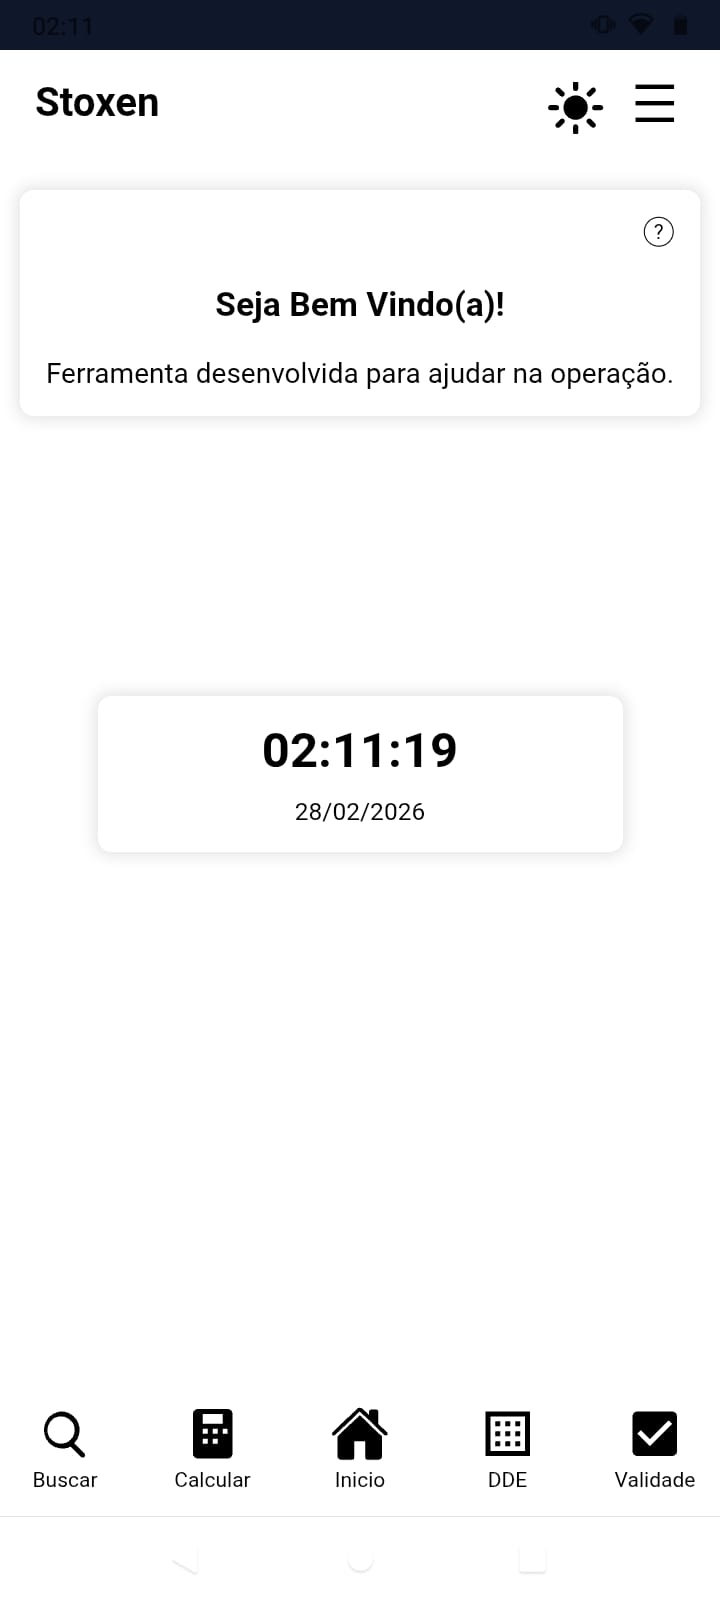 02:11
Stoxen
?
Seja Bem Vindo(a)!
Ferramenta desenvolvida para ajudar na operação.
02:11:19
28/02/2026
Buscar
Calcular
Inicio
DDE
Validade